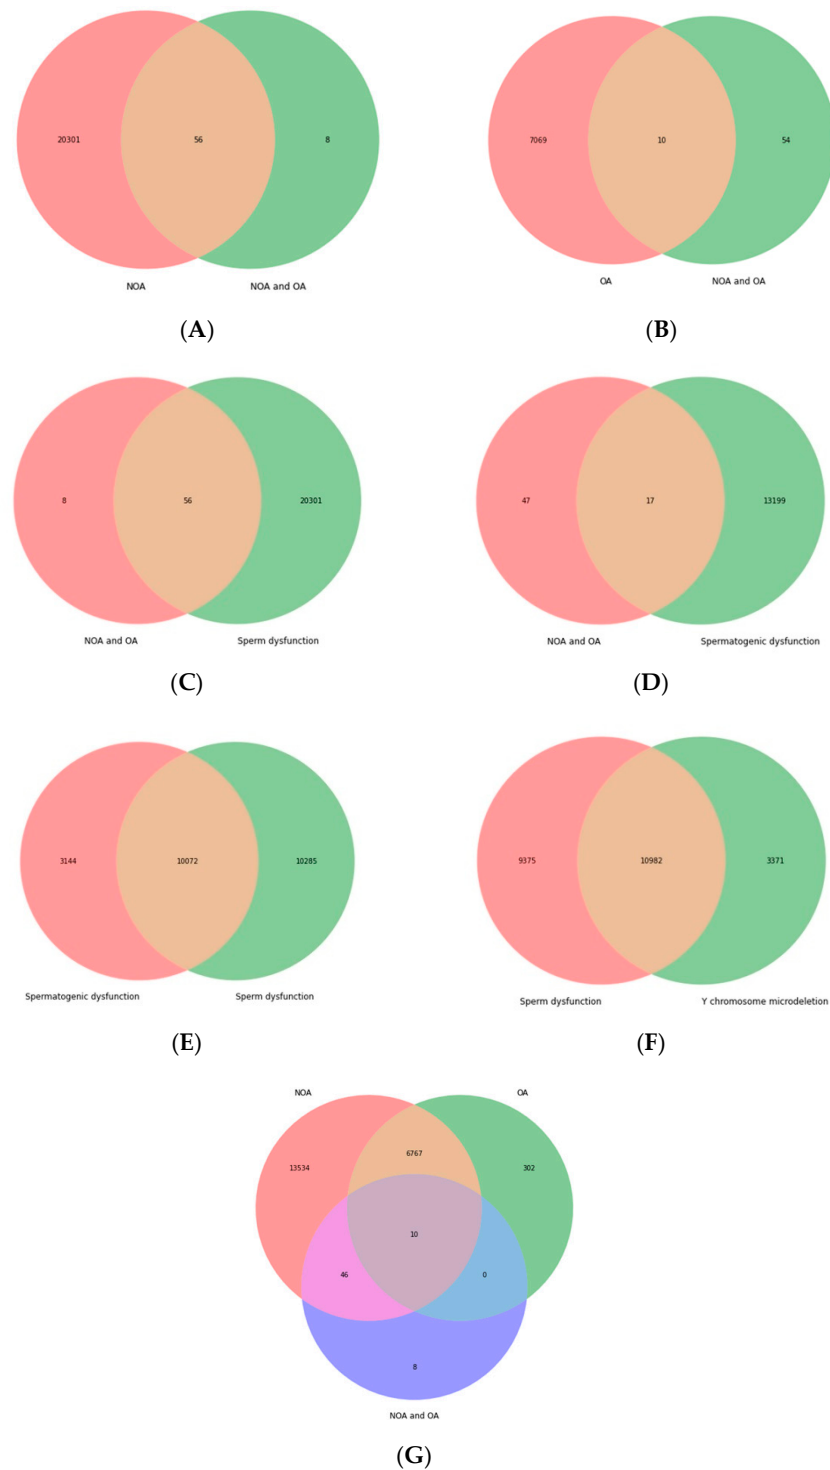 20301 56 8
NOA NOA and OA
(A)
7069 10 54
OA NOA and OA
(B)
8 56 20301
NOA and OA Sperm dysfunction
(C)
47 17 13199
NOA and OA Spermatogenic dysfunction
(D)
3144 10072 10285
Spermatogenic dysfunction Sperm dysfunction
(E)
9375 10982 3371
Sperm dysfunction Y chromosome microdeletion
(F)
NOA OA
6767
13534 302
10
46 0
8
NOA and OA
(G)